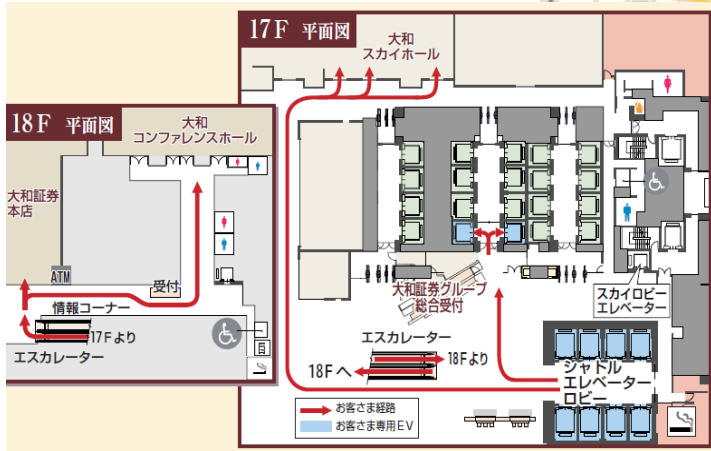 17F 平面図
大和
スカイホール
大和証券グループ
総合受付
スカイロビー
エレベーター
エスカレーター
18Fへ
18Fより
シャトル
エレベーター
ロビー
お客さま経路
お客さま専用EV
18F 平面図
大和
コンファレンスホール
大和証券
本店
ATM
受付
情報コーナー
17Fより
エスカレーター